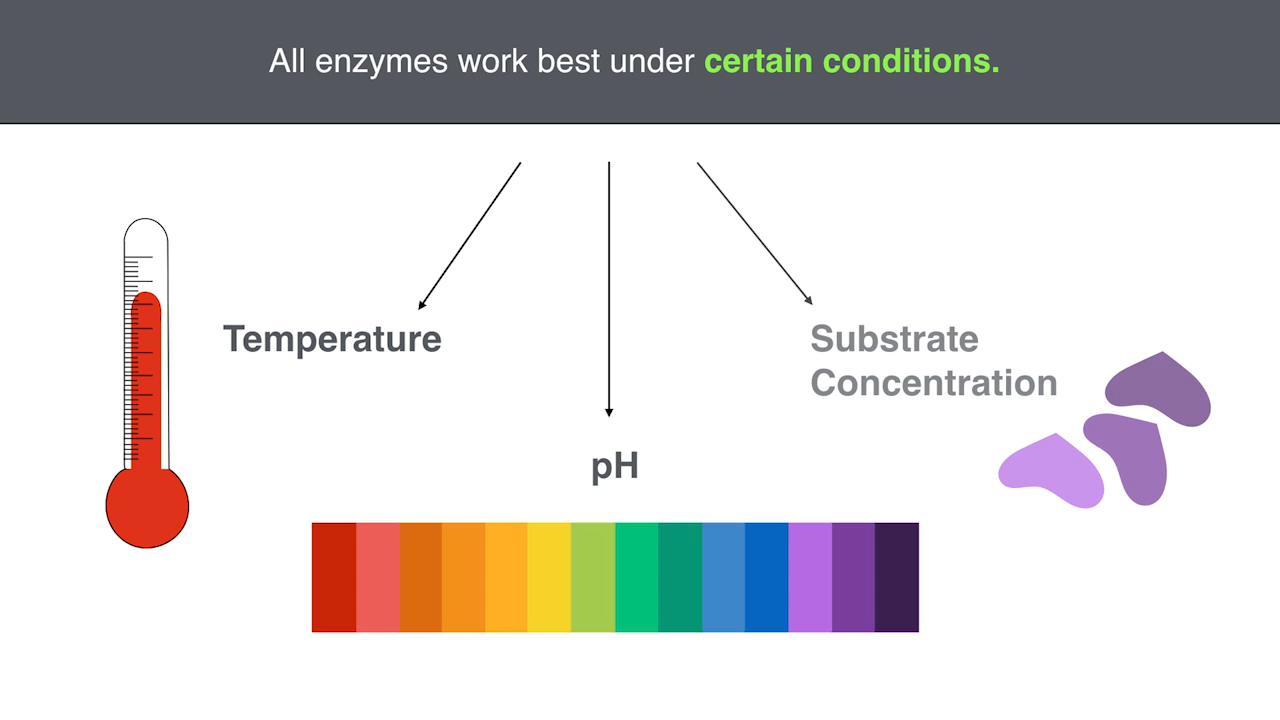 All enzymes work best under certain conditions.
Temperature
Substrate
Concentration
pH